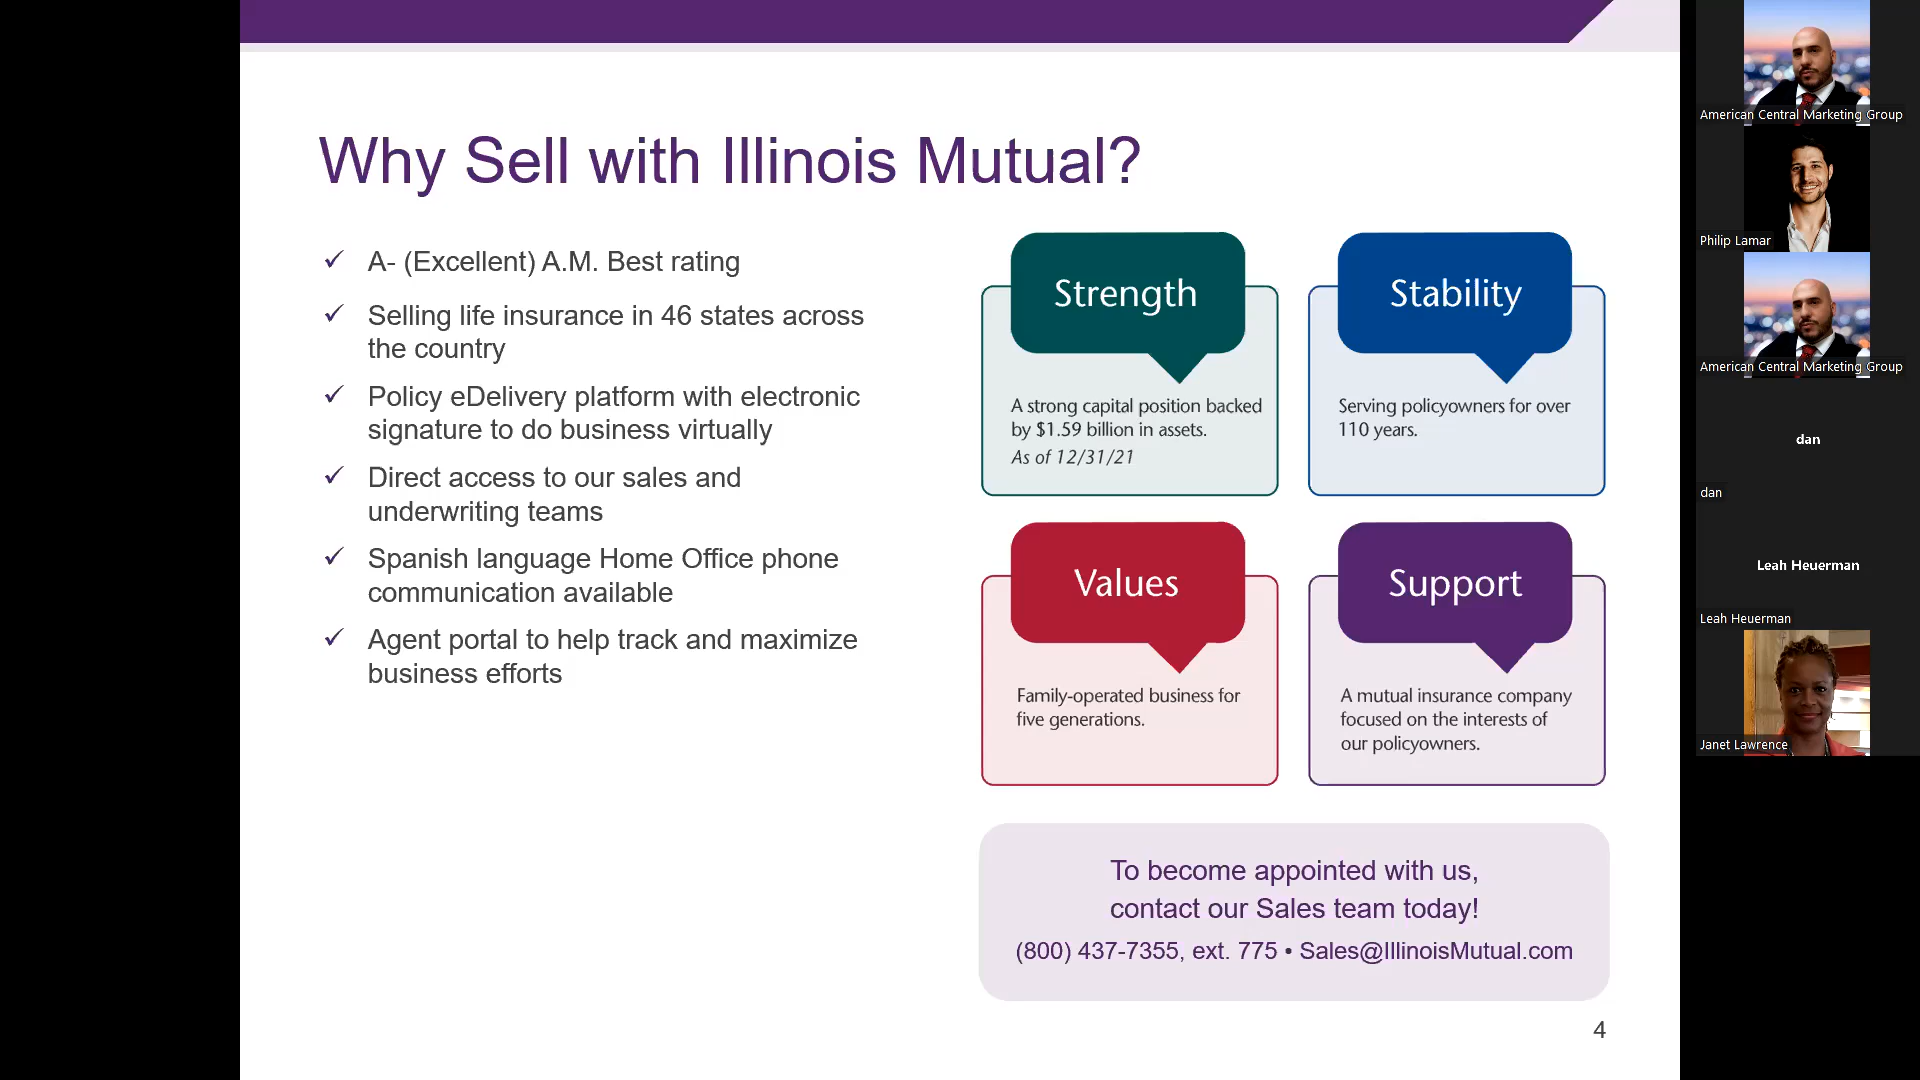 Why Sell with Illinois Mutual?
✓ A- (Excellent) A.M. Best rating
✓ Selling life insurance in 46 states across
the country
✓ Policy eDelivery platform with electronic
signature to do business virtually
✓ Direct access to our sales and
underwriting teams
✓ Spanish language Home Office phone
communication available
✓ Agent portal to help track and maximize
business efforts
Strength
A strong capital position backed
by $1.59 billion in assets.
As of 12/31/21
Stability
Serving policyowners for over
110 years.
Values
Family-operated business for
five generations.
Support
A mutual insurance company
focused on the interests of
our policyowners.
To become appointed with us,
contact our Sales team today!
(800) 437-7355, ext. 775 • Sales@IllinoisMutual.com
4
American Central Marketing Group
Philip Lamar
American Central Marketing Group
dan
dan
Leah Heuerman
Leah Heuerman
Janet Lawrence